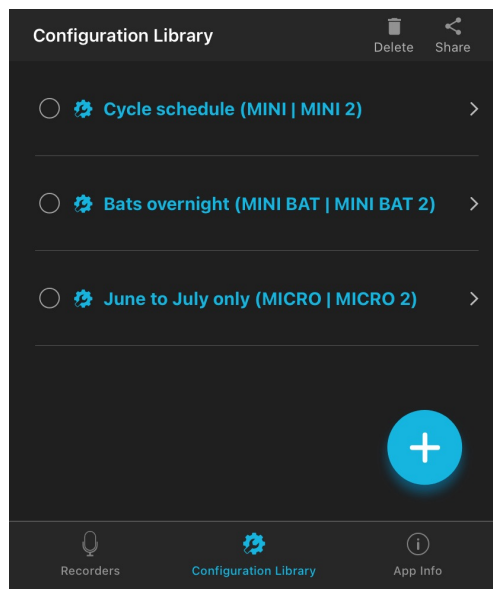 Configuration Library
Delete Share
Cycle schedule (MINI | MINI 2)
Bats overnight (MINI BAT | MINI BAT 2)
June to July only (MICRO | MICRO 2)
Recorders Configuration Library App Info